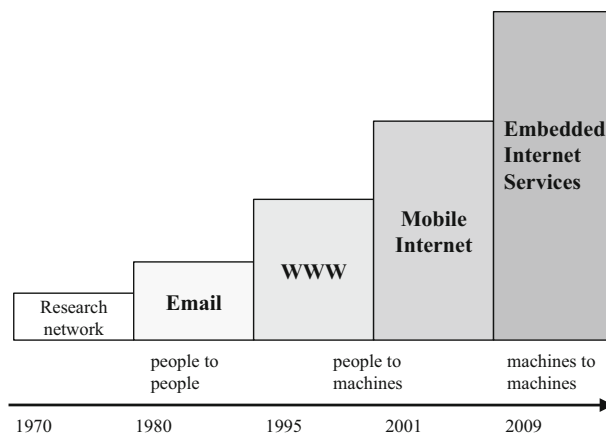 Embedded
Internet
Services
Mobile
Internet
WWW
Email
Research
network
people to
people
people to
machines
machines to
machines
1970 1980 1995 2001 2009